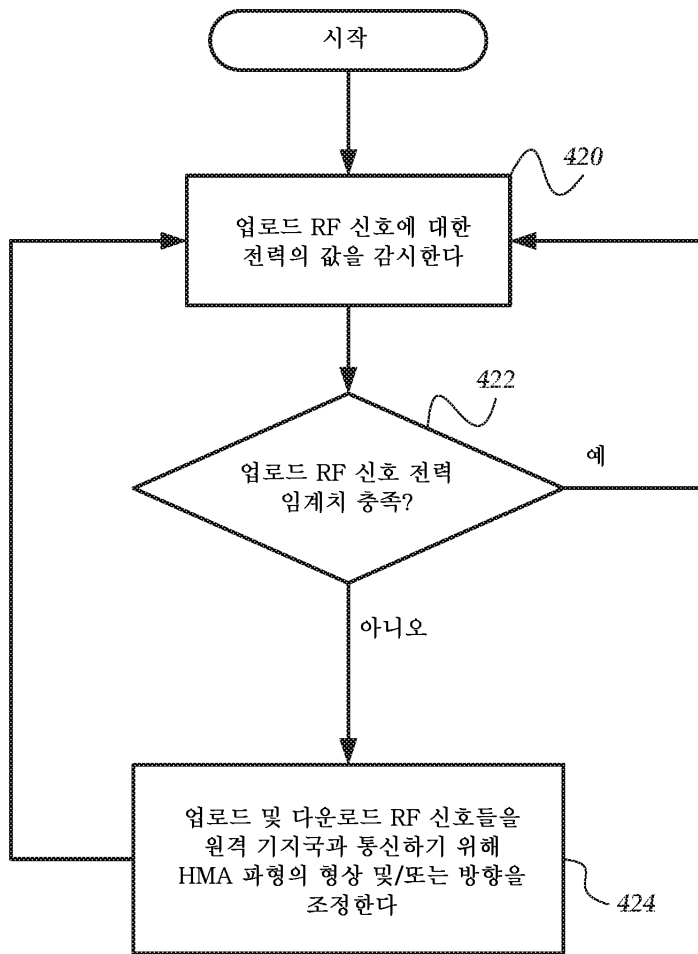 시작
420
업로드 RF 신호에 대한
전력의 값을 감시한다
422
업로드 RF 신호 전력
임계치 충족?
예
아니오
업로드 및 다운로드 RF 신호들을
원격 기지국과 통신하기 위해
HMA 파형의 형상 및/또는 방향을
조정한다
424